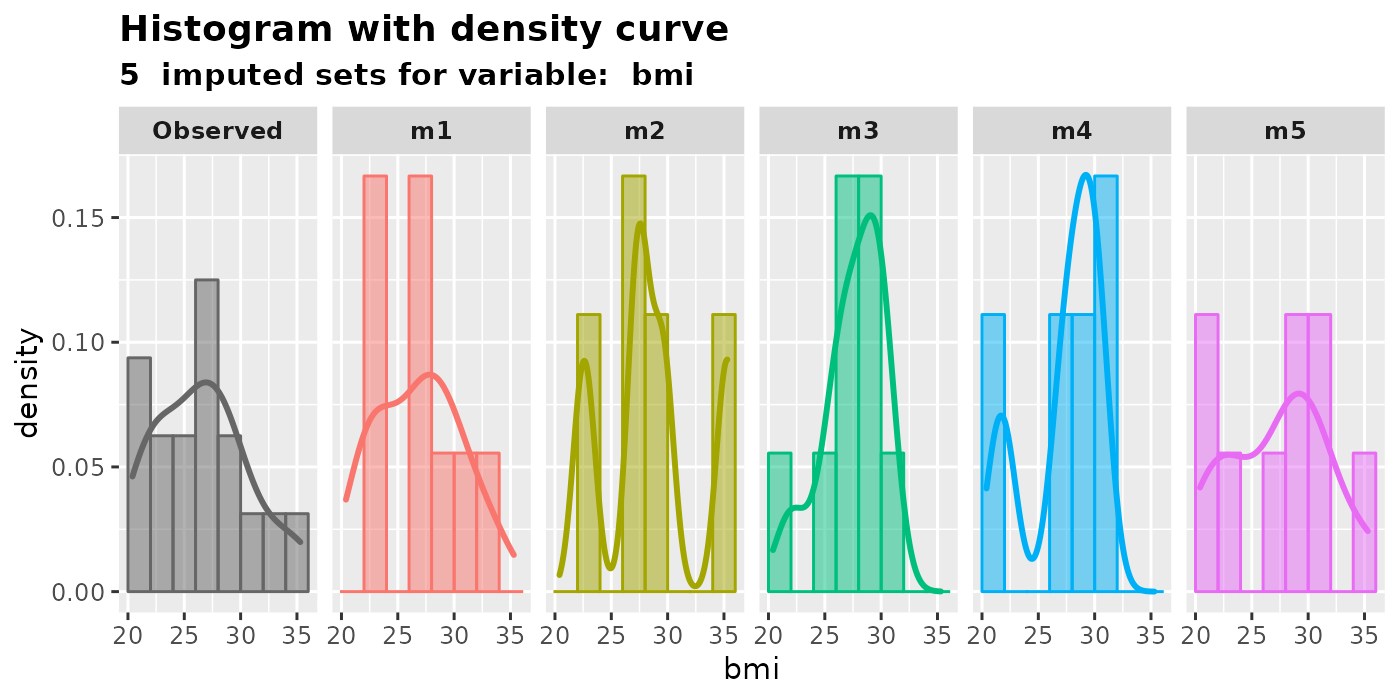 Histogram with density curve
5  imputed sets for variable:  bmi
Observed m1 m2 m3 m4 m5
density
0.15
0.10
0.05
0.00
20 25 30 35 20 25 30 35 20 25 30 35 20 25 30 35 20 25 30 35 20 25 30 35
bmi